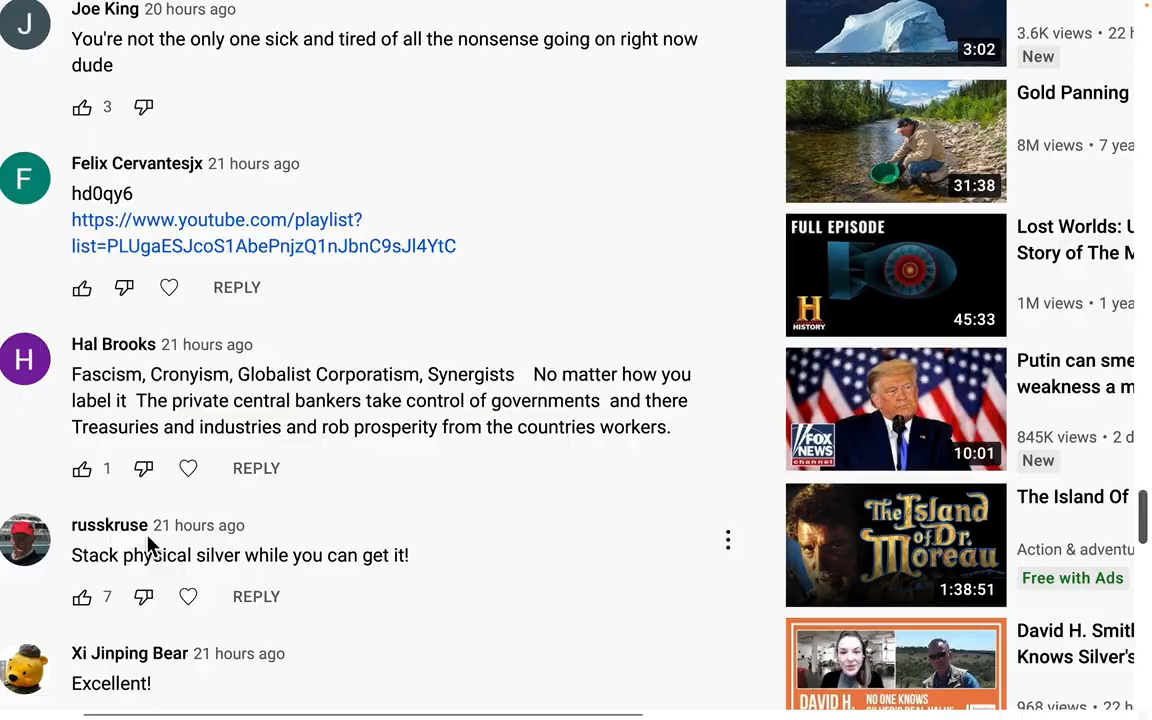 Joe King 20 hours ago
You're not the only one sick and tired of all the nonsense going on right now
dude
3
Felix Cervantesjx 21 hours ago
hd0qy6
https://www.youtube.com/playlist?
list=PLUgaESJcoS1AbePnjzQ1nJbnC9sJl4YtC
REPLY
Hal Brooks 21 hours ago
Fascism, Cronyism, Globalist Corporatism, Synergists No matter how you
label it The private central bankers take control of governments and there
Treasuries and industries and rob prosperity from the countries workers.
1 REPLY
russkruse 21 hours ago
Stack physical silver while you can get it!
7 REPLY
Xi Jinping Bear 21 hours ago
Excellent!
3:02
3.6K views • 22 h
New
31:38
Gold Panning
8M views • 7 yea
FULL EPISODE
H
HISTORY
45:33
Lost Worlds: U
Story of The M
1M views • 1 yea
FOX
NEWS
channel
10:01
Putin can sme
weakness a m
845K views • 2 d
New
The Island
of Dr.
Moreau
1:38:51
The Island Of
Action & adventu
Free with Ads
DAVID H.
NO ONE KNOWS
SILVER'S REAL VALUE
David H. Smith
Knows Silver's
968 views • 22 h
J
F
H